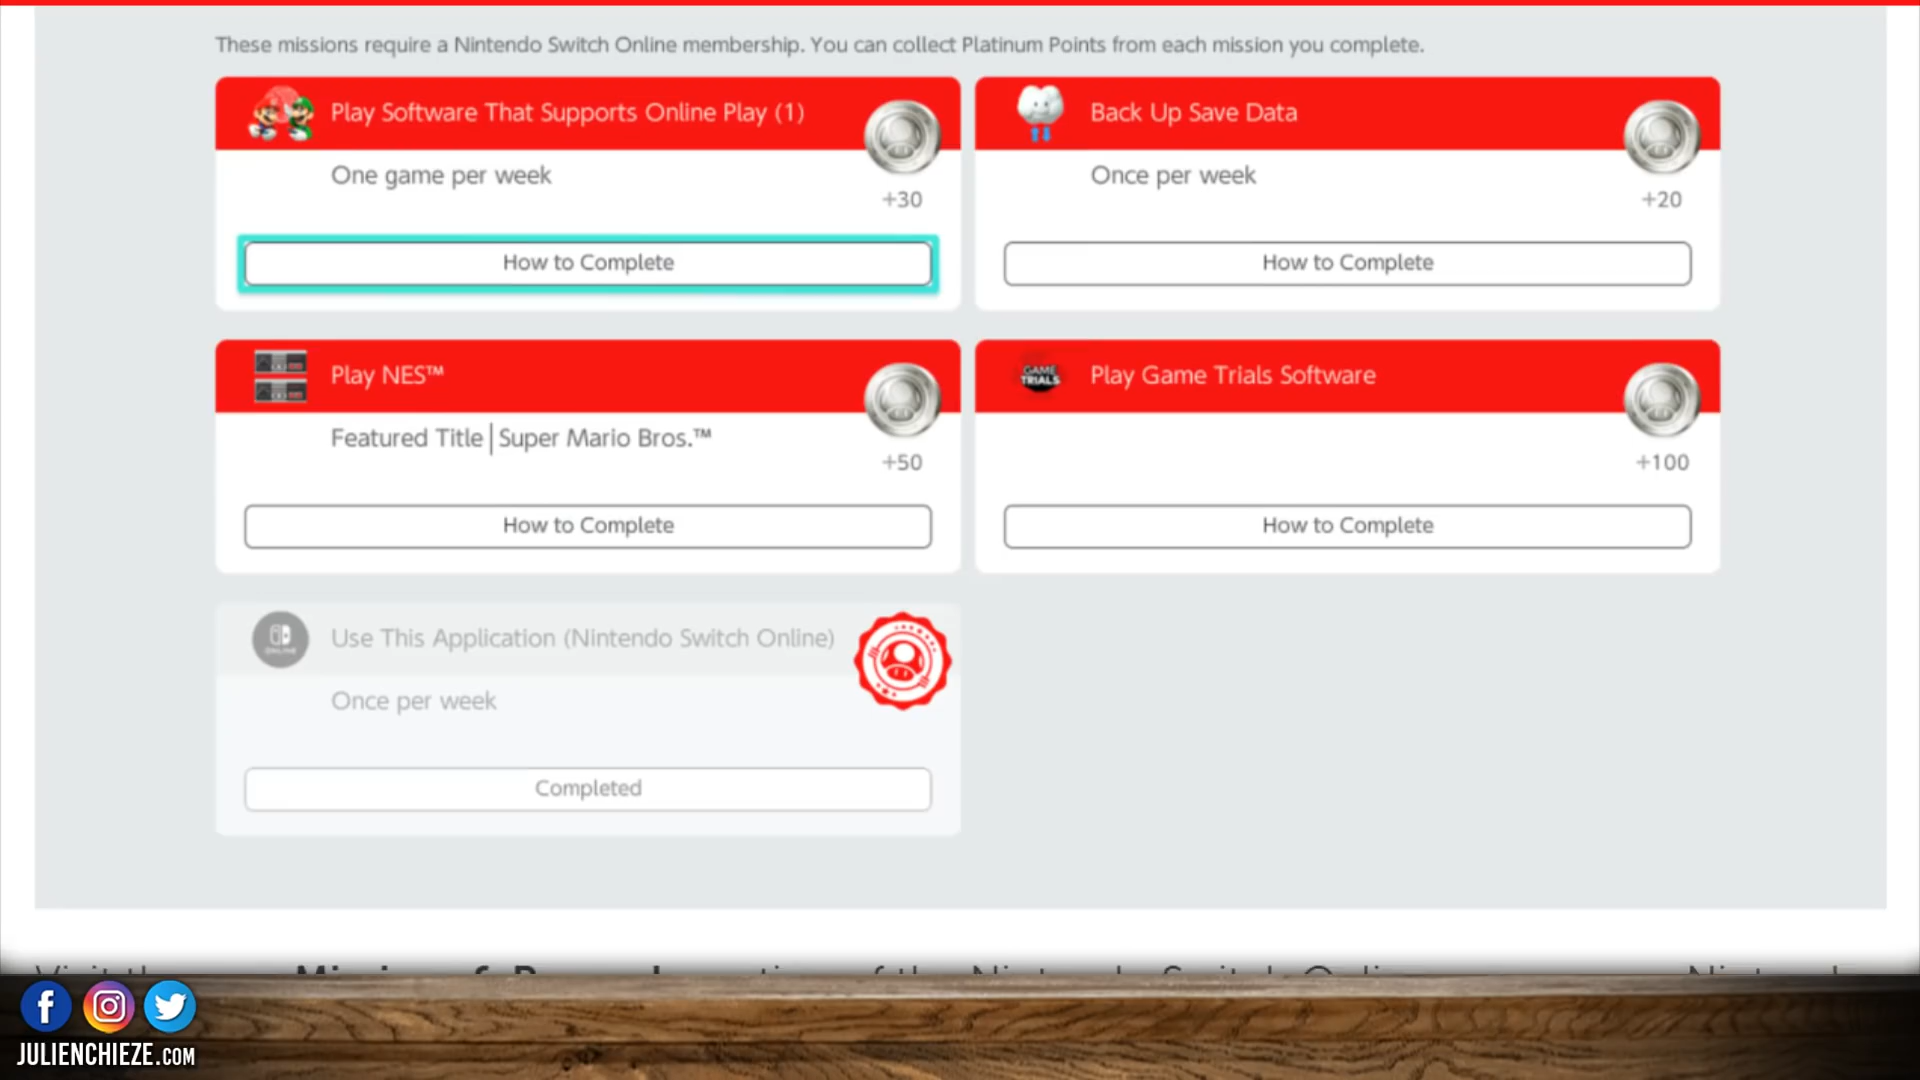 These missions require a Nintendo Switch Online membership. You can collect Platinum Points from each mission you complete.
Play Software That Supports Online Play (1)
One game per week
+30
How to Complete
Back Up Save Data
Once per week
+20
How to Complete
Play NES™
Featured Title | Super Mario Bros.™
+50
How to Complete
GAME
TRIALS
Play Game Trials Software
+100
How to Complete
ONLINE
Use This Application (Nintendo Switch Online)
Once per week
Completed
JULIENCHIEZE.COM